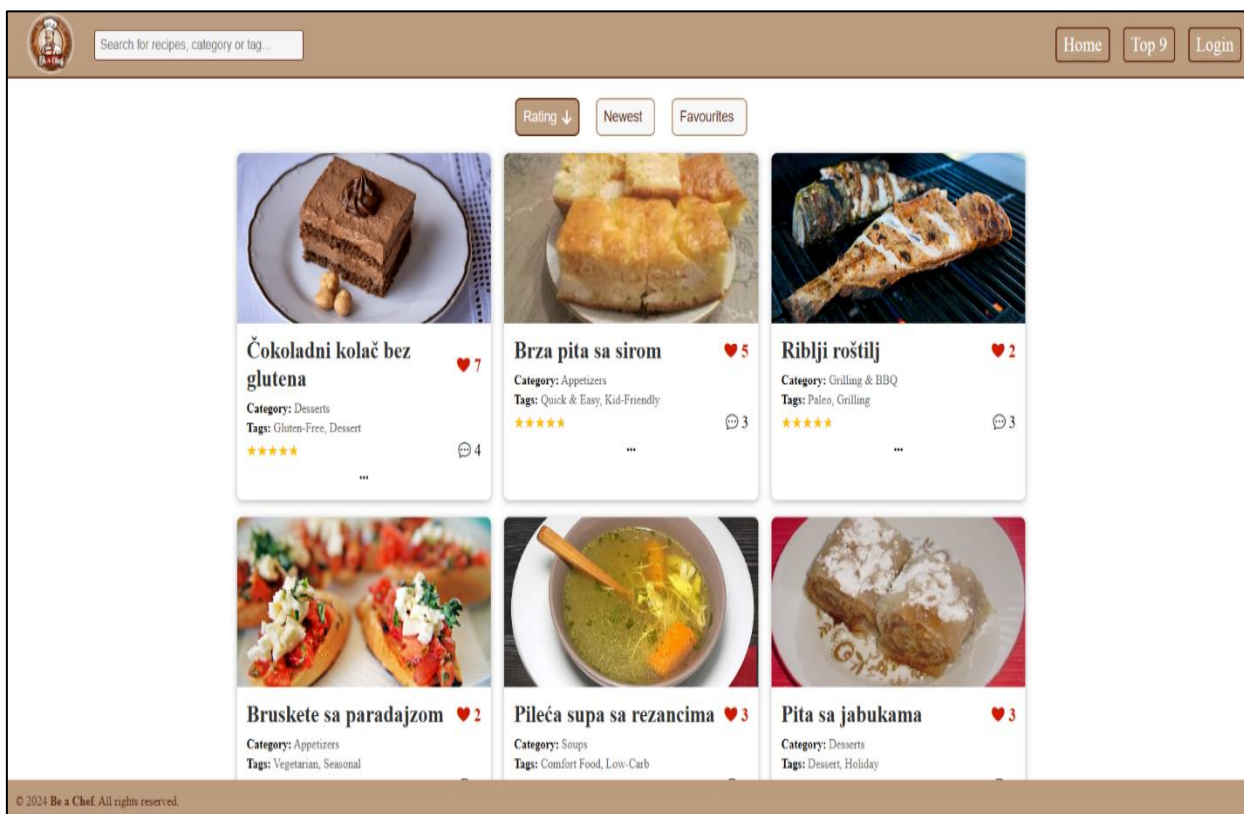 Be a Chef
Search for recipes, category or tag...
Home
Top 9
Login
Rating ↓
Newest
Favourites
Čokoladni kolač bez
glutena
7
Category: Desserts
Tags: Gluten-Free, Dessert
4
...
Brza pita sa sirom
5
Category: Appetizers
Tags: Quick & Easy, Kid-Friendly
3
...
Riblji roštilj
2
Category: Grilling & BBQ
Tags: Paleo, Grilling
3
...
Bruskete sa paradajzom
2
Category: Appetizers
Tags: Vegetarian, Seasonal
Pileća supa sa rezancima
3
Category: Soups
Tags: Comfort Food, Low-Carb
Pita sa jabukama
3
Category: Desserts
Tags: Dessert, Holiday
© 2024 Be a Chef. All rights reserved.